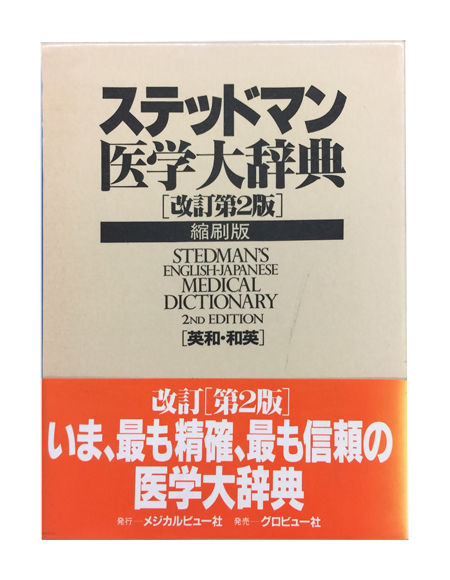 ステッドマン
医学大辞典
[改訂第2版]
縮刷版
STEDMAN'S
ENGLISH-JAPANESE
MEDICAL
DICTIONARY
2ND EDITION
[英和・和英]
改訂[第2版]
いま、最も精確、最も信頼の
医学大辞典
発行―メジカルビュー社 発売―グロビュー社